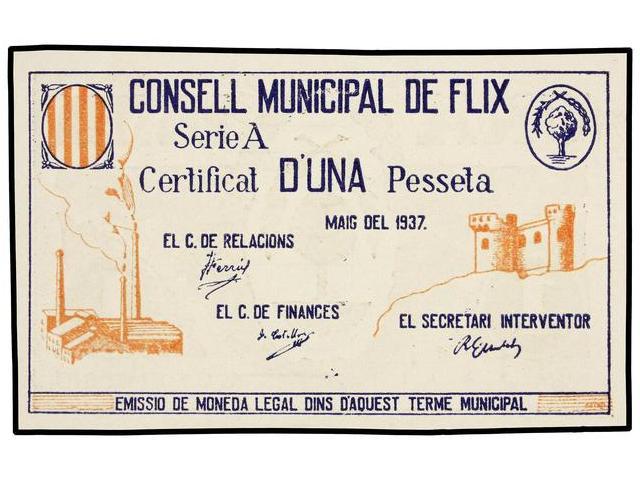 CONSELL MUNICIPAL DE FLIX
Serie A
Certificat D'UNA Pesseta
MAIG DEL 1937.
EL C. DE RELACIONS
EL C. DE FINANCES
EL SECRETARI INTERVENTOR
EMISSIO DE MONEDA LEGAL DINS D'AQUEST TERME MUNICIPAL